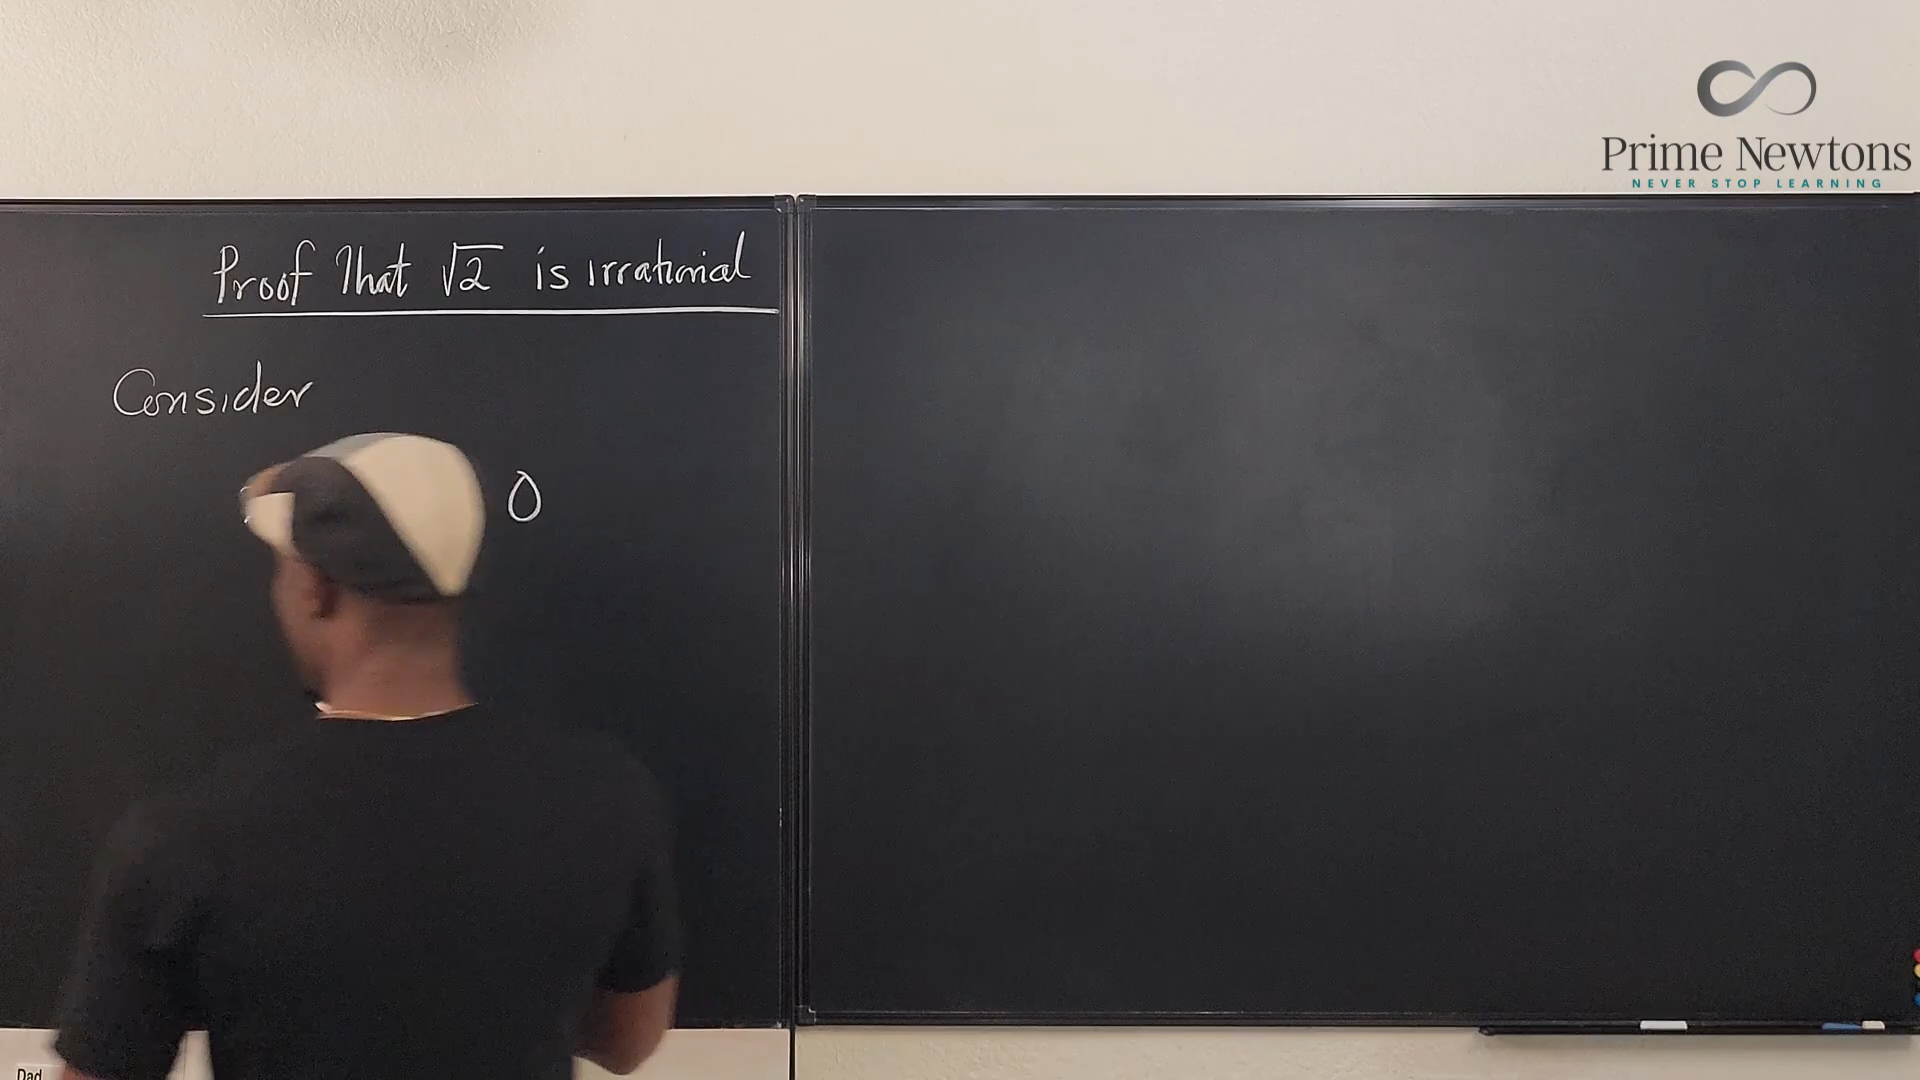 Prime Newtons
NEVER STOP LEARNING
Proof That √2 is irrational
Consider
0
Dad